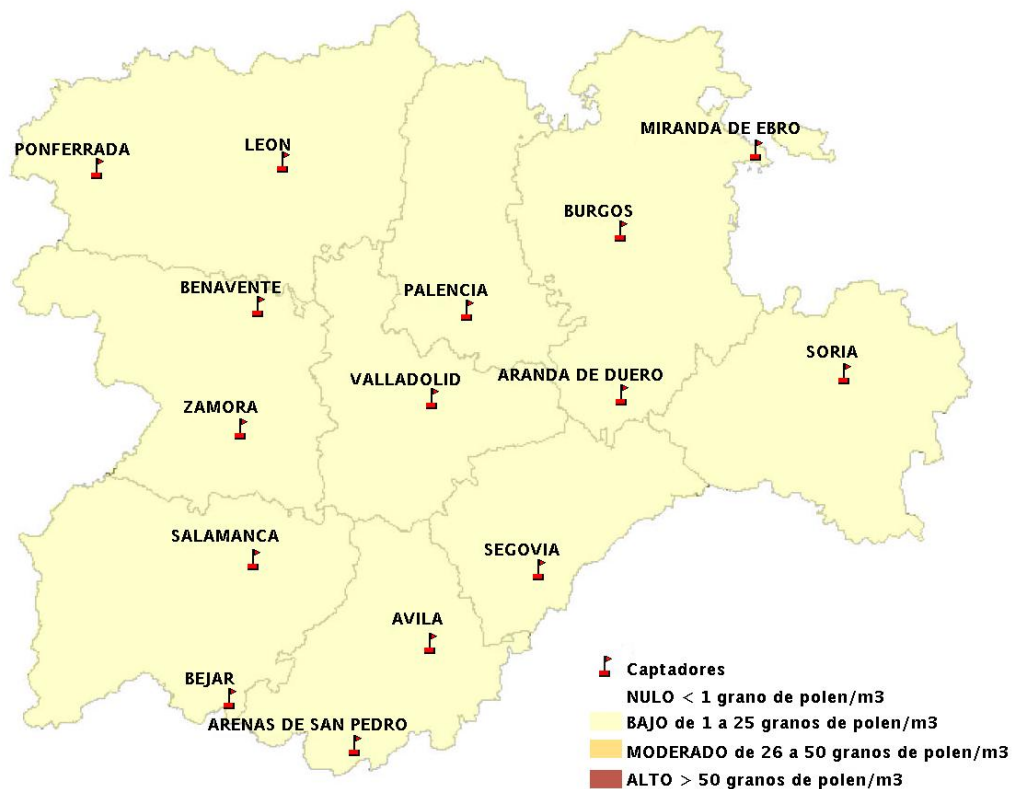 MIRANDA DE EBRO
PONFERRADA
LEON
BURGOS
BENAVENTE
PALENCIA
SORIA
VALLADOLID
ARANDA DE DUERO
ZAMORA
SALAMANCA
SEGOVIA
AVILA
BEJAR
ARENAS DE SAN PEDRO
Captadores
NULO < 1 grano de polen/m3
BAJO de 1 a 25 granos de polen/m3
MODERADO de 26 a 50 granos de polen/m3
ALTO > 50 granos de polen/m3